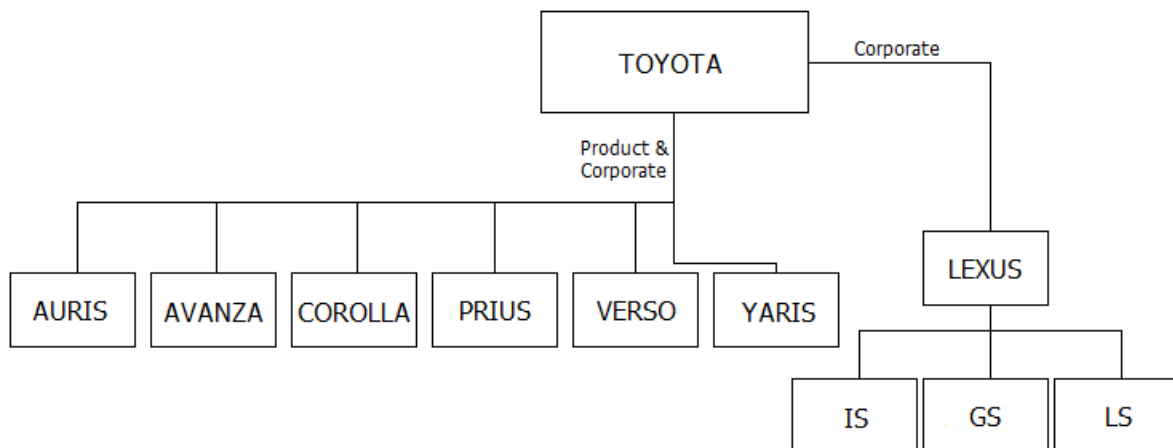 TOYOTA
Corporate
Product &
Corporate
AURIS
AVANZA
COROLLA
PRIUS
VERSO
YARIS
LEXUS
IS
GS
LS